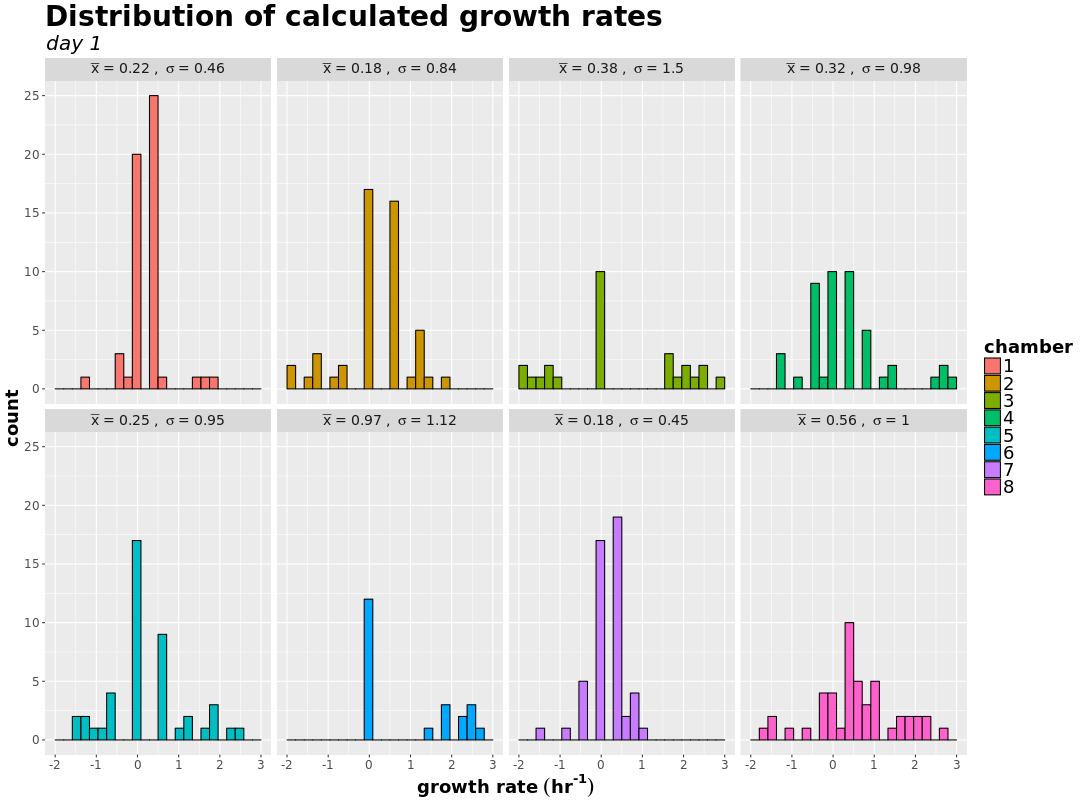 Distribution of calculated growth rates
day 1
x̅ = 0.22 , σ = 0.46
x̅ = 0.18 , σ = 0.84
x̅ = 0.38 , σ = 1.5
x̅ = 0.32 , σ = 0.98
25
20
15
10
5
0
x̅ = 0.25 , σ = 0.95
x̅ = 0.97 , σ = 1.12
x̅ = 0.18 , σ = 0.45
x̅ = 0.56 , σ = 1
25
20
15
10
5
0
-2 -1 0 1 2 3
-2 -1 0 1 2 3
-2 -1 0 1 2 3
-2 -1 0 1 2 3
count
growth rate (hr⁻¹)
chamber
1
2
3
4
5
6
7
8